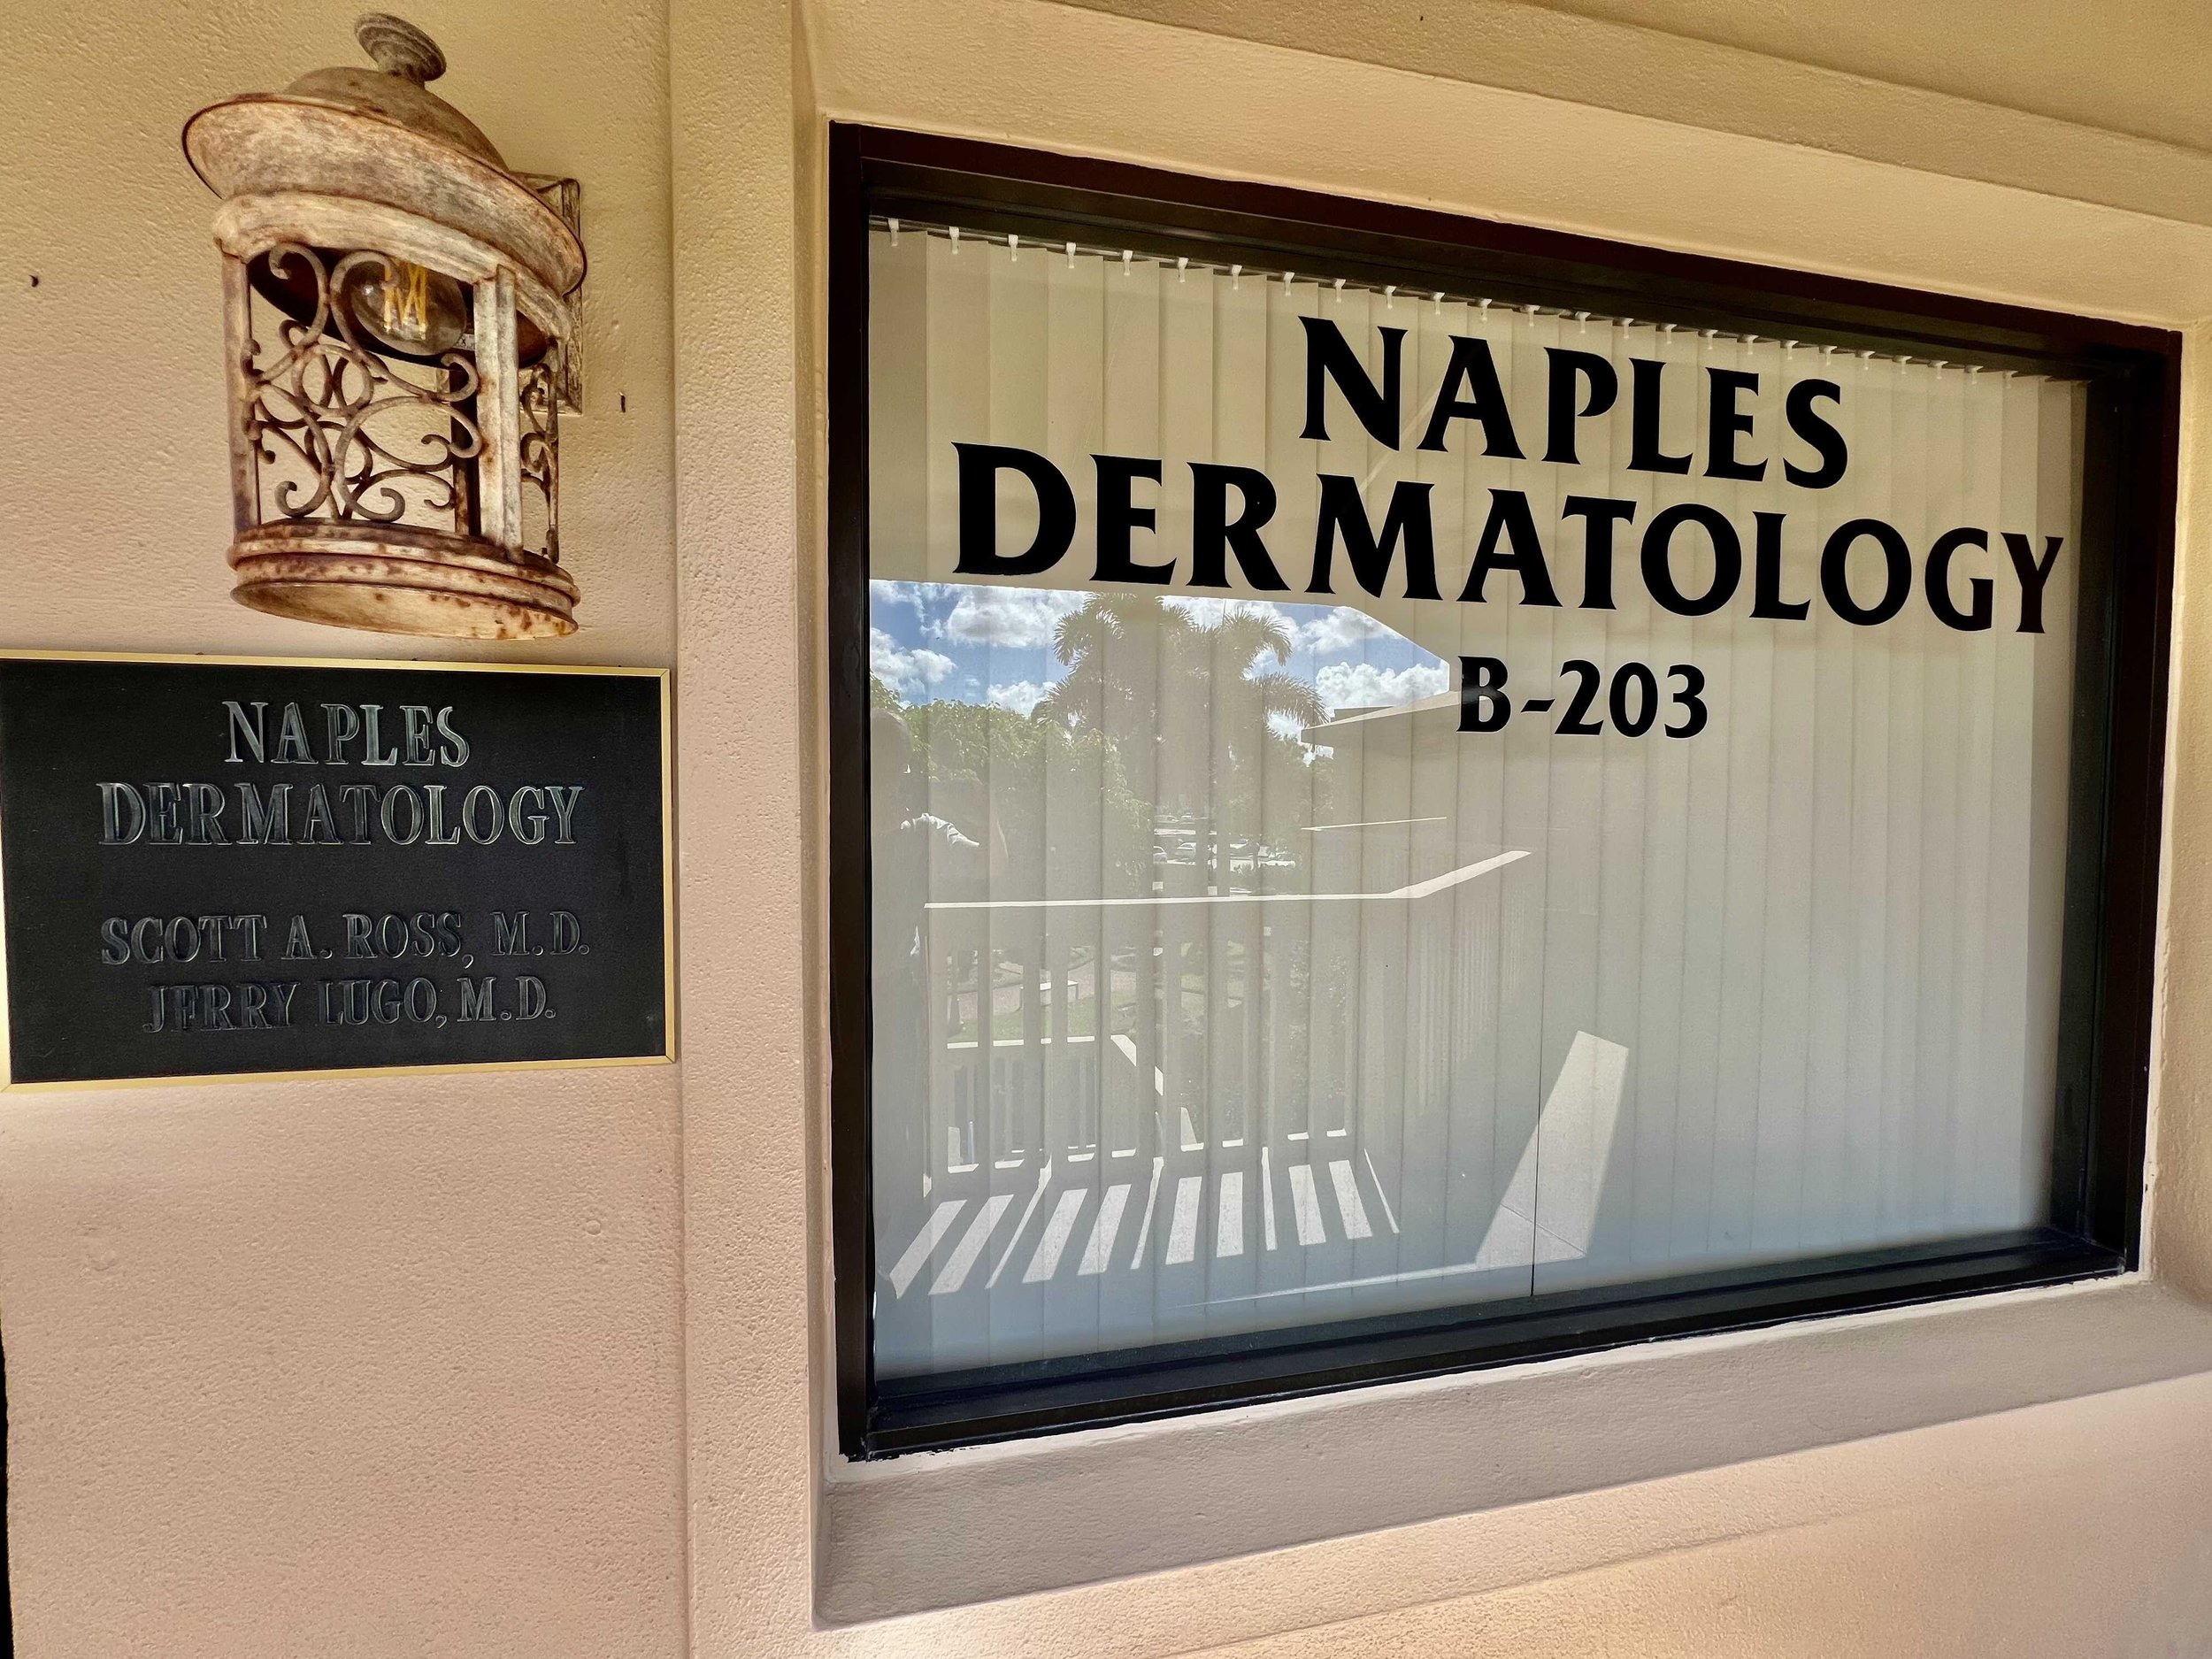 NAPLES
DERMATOLOGY
SCOTT A. ROSS, M.D.
JERRY LUGO, M.D.
NAPLES
DERMATOLOGY
B-203